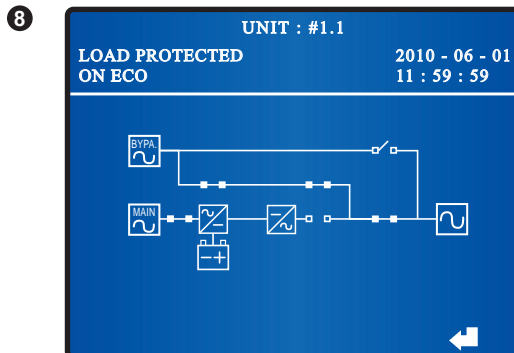 8
UNIT : #1.1
LOAD PROTECTED
2010 - 06 - 01
ON ECO
11 : 59 : 59
BYPA.
MAIN